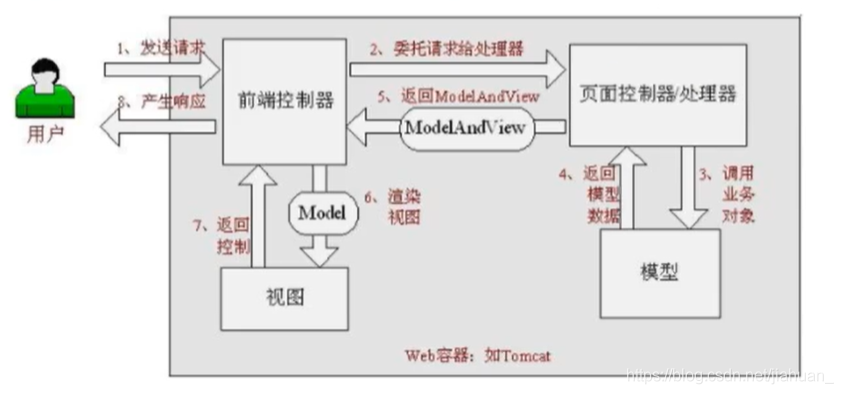 1、发送请求
2、委托请求给处理器
前端控制器
页面控制器/处理器
5、返回ModelAndView
ModelAndView
8、产生响应
用户
4、返回
模型
数据
3、调用
业务
对象
6、渲染
视图
Model
7、返回
控制
视图
模型
Web容器：如Tomcat
https://blog.csdn.net/jiahuan_